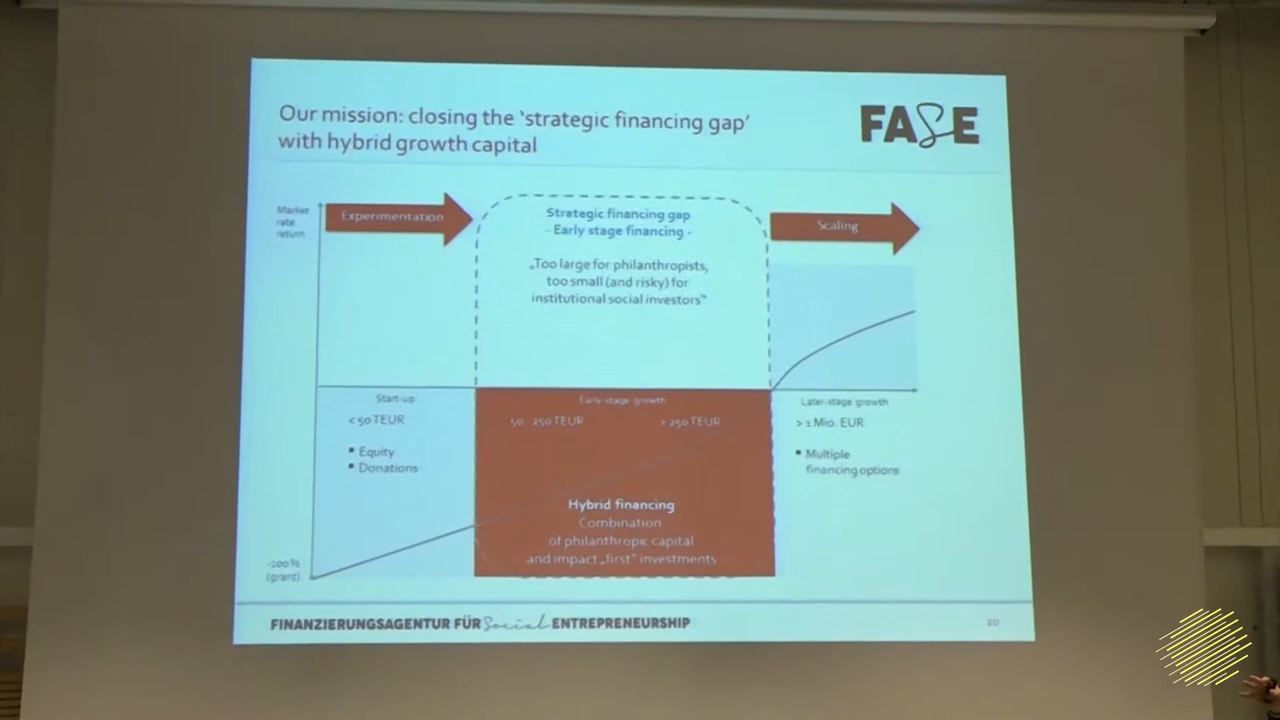 Our mission: closing the 'strategic financing gap'
with hybrid growth capital
FASE
Market
rate
return
Experimentation
Strategic financing gap
- Early stage financing -
„Too large for philanthropists,
too small (and risky) for
institutional social investors“
Scaling
Start-up
< 50 TEUR
▪ Equity
▪ Donations
Early-stage growth
50 250 TEUR
> 250 TEUR
Hybrid financing
Combination
of philanthropic capital
and impact „first“ investments
Later-stage growth
> 1 Mio. EUR
▪ Multiple
financing options
-100%
(grant)
FINANZIERUNGSAGENTUR FÜR Social ENTREPRENEURSHIP